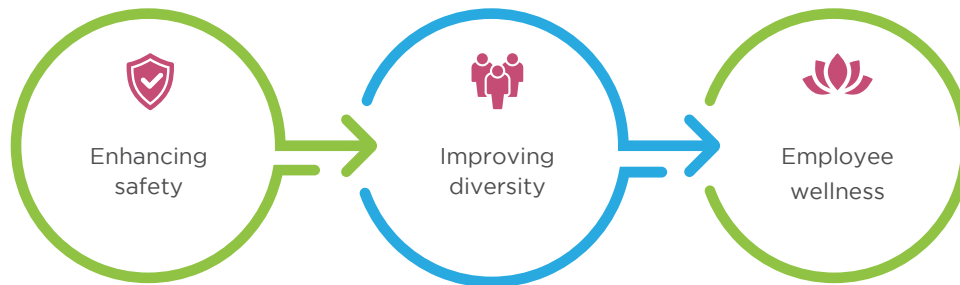 Enhancing
safety
Improving
diversity
Employee
wellness